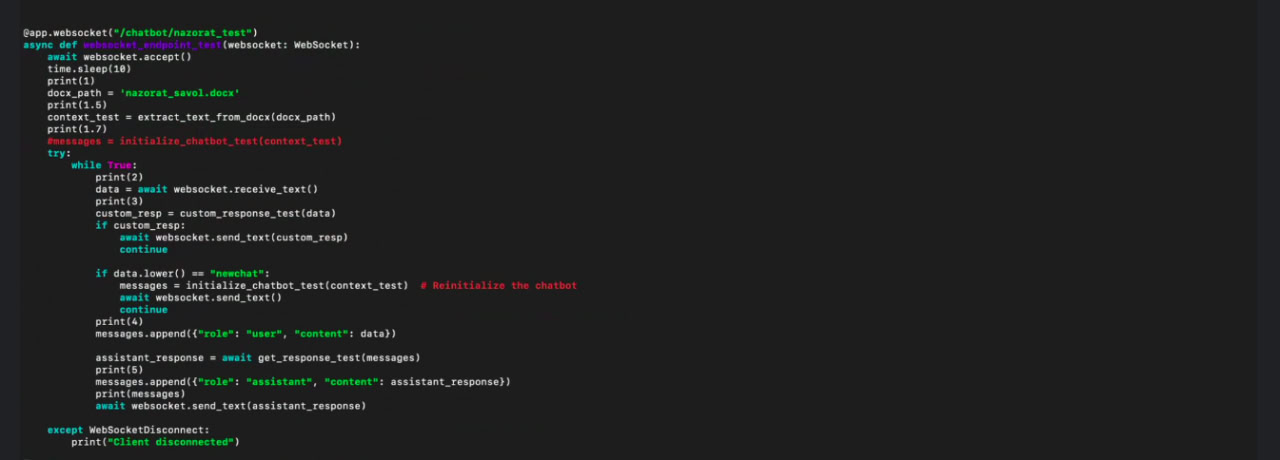 @app.websocket("/chatbot/nazorat_test")
async def websocket_endpoint_test(websocket: WebSocket):
    await websocket.accept()
    time.sleep(10)
    print(1)
    docx_path = 'nazorat_savol.docx'
    print(1.5)
    context_test = extract_text_from_docx(docx_path)
    print(1.7)
    #messages = initialize_chatbot_test(context_test)
    try:
        while True:
            print(2)
            data = await websocket.receive_text()
            print(3)
            custom_resp = custom_response_test(data)
            if custom_resp:
                await websocket.send_text(custom_resp)
                continue

            if data.lower() == "newchat":
                messages = initialize_chatbot_test(context_test)  # Reinitialize the chatbot
                await websocket.send_text()
                continue
            print(4)
            messages.append({"role": "user", "content": data})

            assistant_response = await get_response_test(messages)
            print(5)
            messages.append({"role": "assistant", "content": assistant_response})
            print(messages)
            await websocket.send_text(assistant_response)

    except WebSocketDisconnect:
        print("Client disconnected")